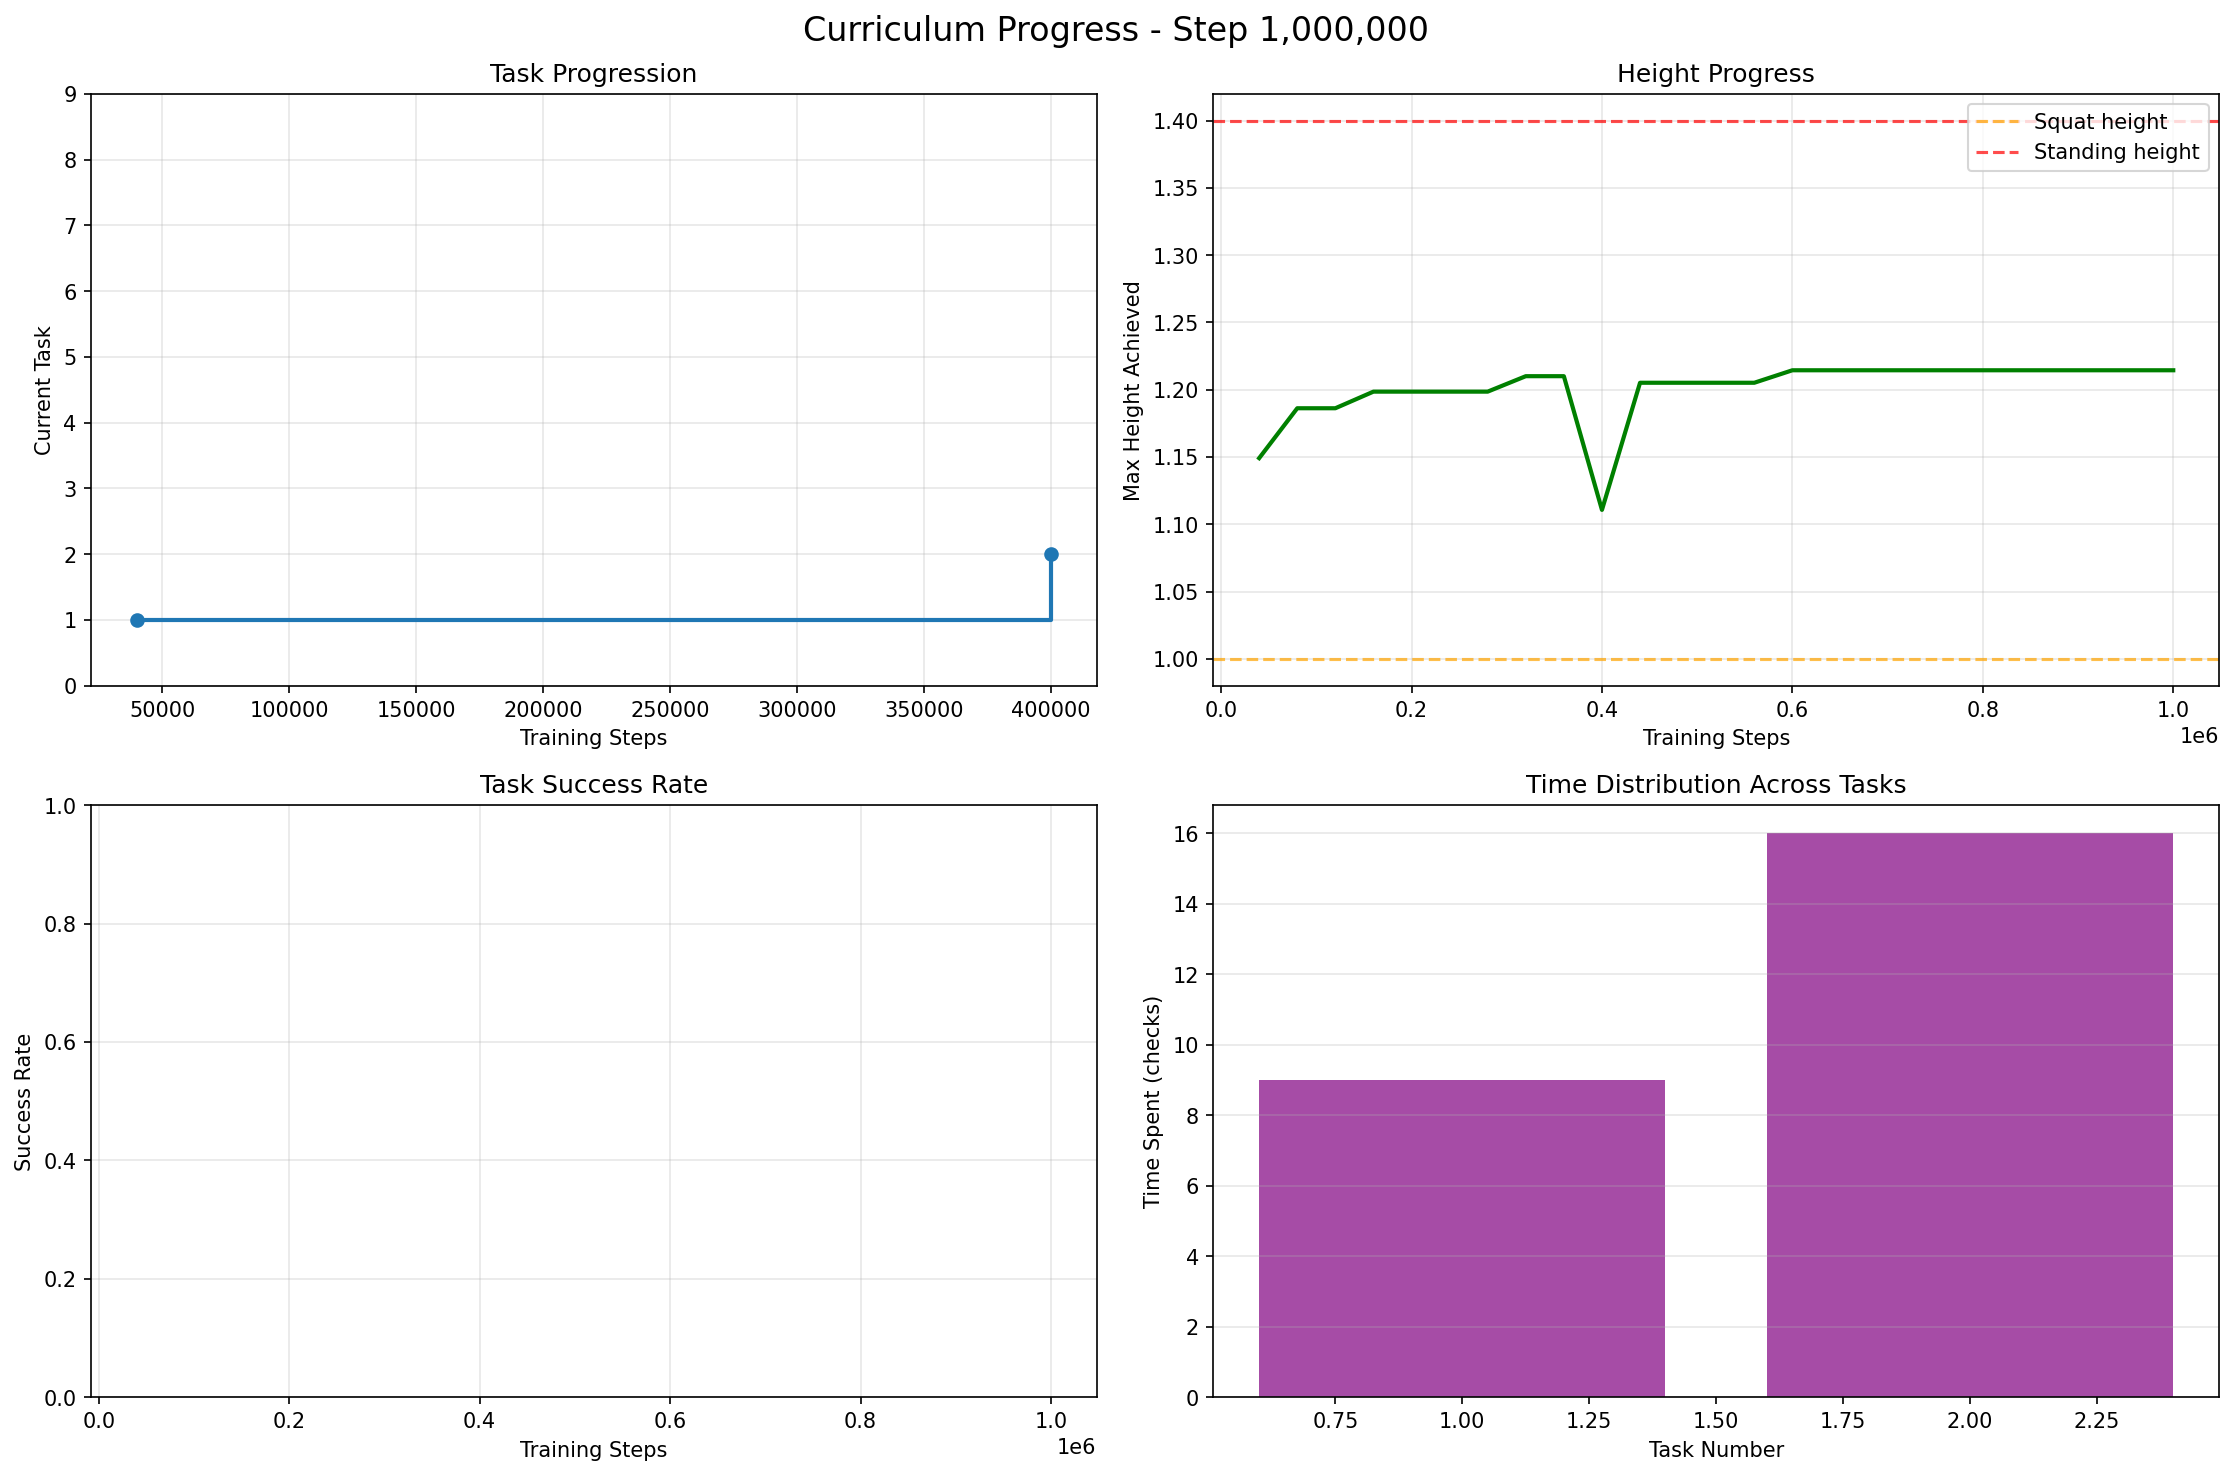 Curriculum Progress - Step 1,000,000
Task Progression
9
8
7
6
5
4
3
2
1
0
Current Task
50000 100000 150000 200000 250000 300000 350000 400000
Training Steps
Height Progress
1.40
1.35
1.30
1.25
1.20
1.15
1.10
1.05
1.00
Max Height Achieved
Squat height
Standing height
0.0 0.2 0.4 0.6 0.8 1.0
1e6
Training Steps
Task Success Rate
1.0
0.8
0.6
0.4
0.2
0.0
Success Rate
0.0 0.2 0.4 0.6 0.8 1.0
1e6
Training Steps
Time Distribution Across Tasks
16
14
12
10
8
6
4
2
0
Time Spent (checks)
0.75 1.00 1.25 1.50 1.75 2.00 2.25
Task Number